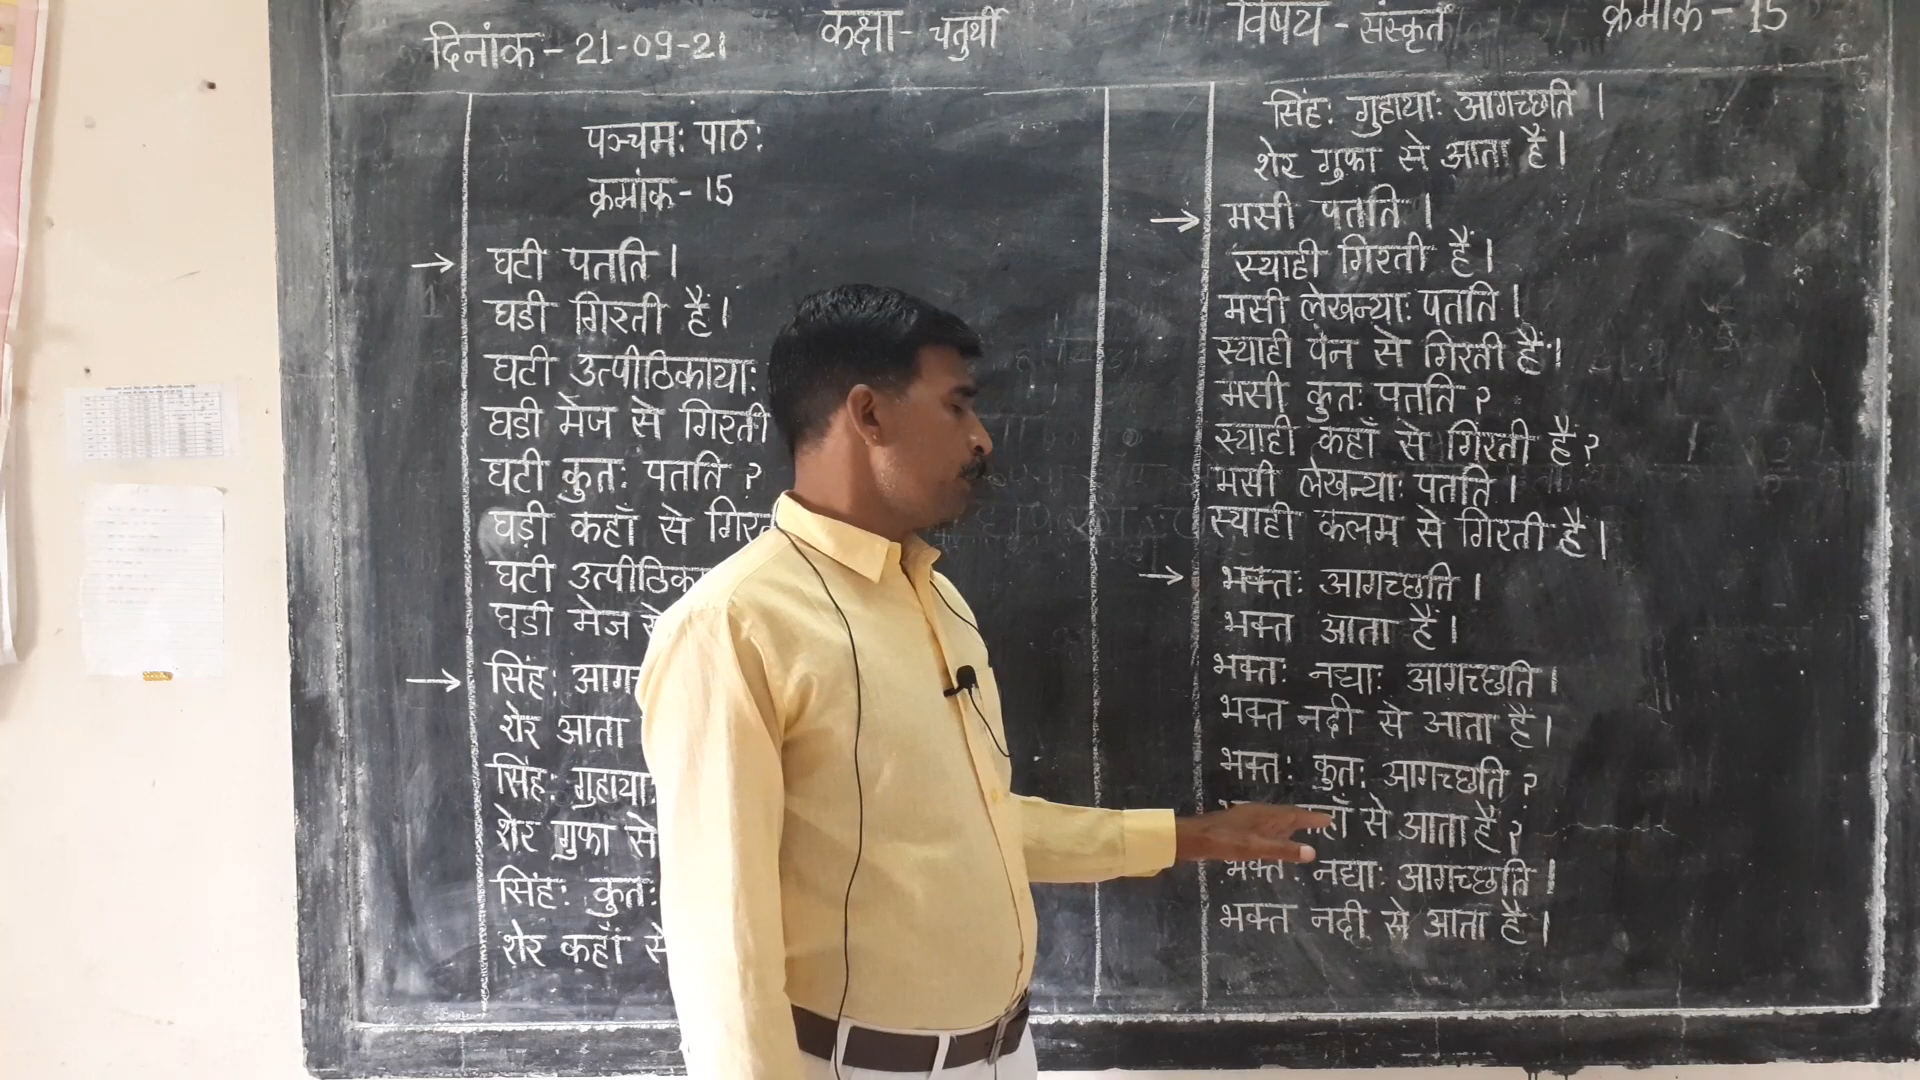 दिनांक - 21-09-21 कक्षा - चतुर्थी विषय - संस्कृत क्रमांक - 15
पञ्चमः पाठः
क्रमांक - 15
→ घटी पतति ।
घडी गिरती है ।
घटी उत्पीठिकायाः
घडी मेज से गिरती
घटी कुतः पतति ?
घड़ी कहाँ से
घटी
घडी मेज से
→ सिंहः
शेर आता
सिंहः गुहायाः
शेर गुफा से
सिंहः कुतः
शेर कहाँ से
सिंहः गुहायाः आगच्छति ।
शेर गुफा से आता है ।
→ मसी पतति ।
स्याही गिरती हैं ।
मसी लेखन्याः पतति ।
स्याही पेन से गिरती हैं ।
मसी कुतः पतति ?
स्याही कहाँ से गिरती है ?
मसी लेखन्याः पतति ।
स्याही कलम से गिरती है ।
→ भक्तः आगच्छति ।
भक्त आता हैं ।
भक्तः नद्याः आगच्छति ।
भक्त नदी से आता हैं ।
भक्तः कुतः आगच्छति ?
से आता है ?
भक्तः नद्याः आगच्छति ।
भक्त नदी से आता है ।